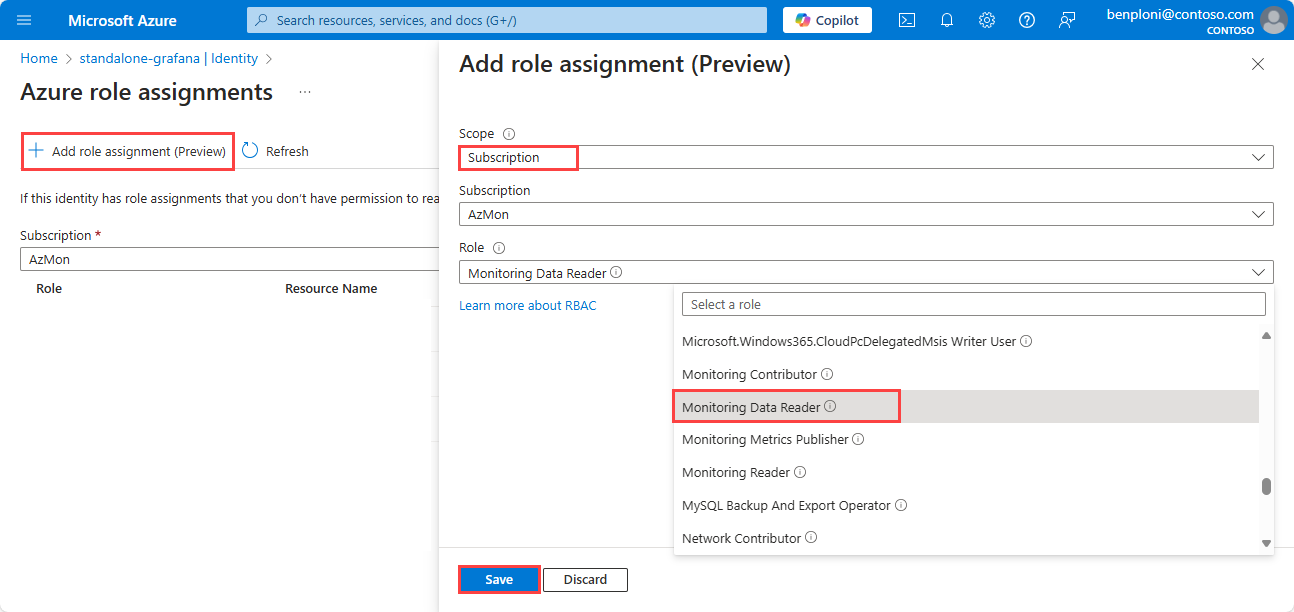 Microsoft Azure
Search resources, services, and docs (G+/)
Copilot
benploni@contoso.com
CONTOSO
Home > standalone-grafana | Identity >
Azure role assignments ...
Add role assignment (Preview)
Refresh
If this identity has role assignments that you don't have permission to rea
Subscription *
AzMon
Role
Resource Name
Add role assignment (Preview)
Scope
Subscription
Subscription
AzMon
Role
Monitoring Data Reader
Learn more about RBAC
Select a role
Microsoft.Windows365.CloudPcDelegatedMsis Writer User
Monitoring Contributor
Monitoring Data Reader
Monitoring Metrics Publisher
Monitoring Reader
MySQL Backup And Export Operator
Network Contributor
Save
Discard